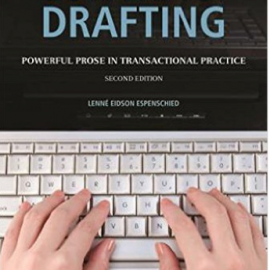 DRAFTING
POWERFUL PROSE IN TRANSACTIONAL PRACTICE
SECOND EDITION
LENNÉ EIDSON ESPENSCHIED
Q W E R T Y U
G H
V B N